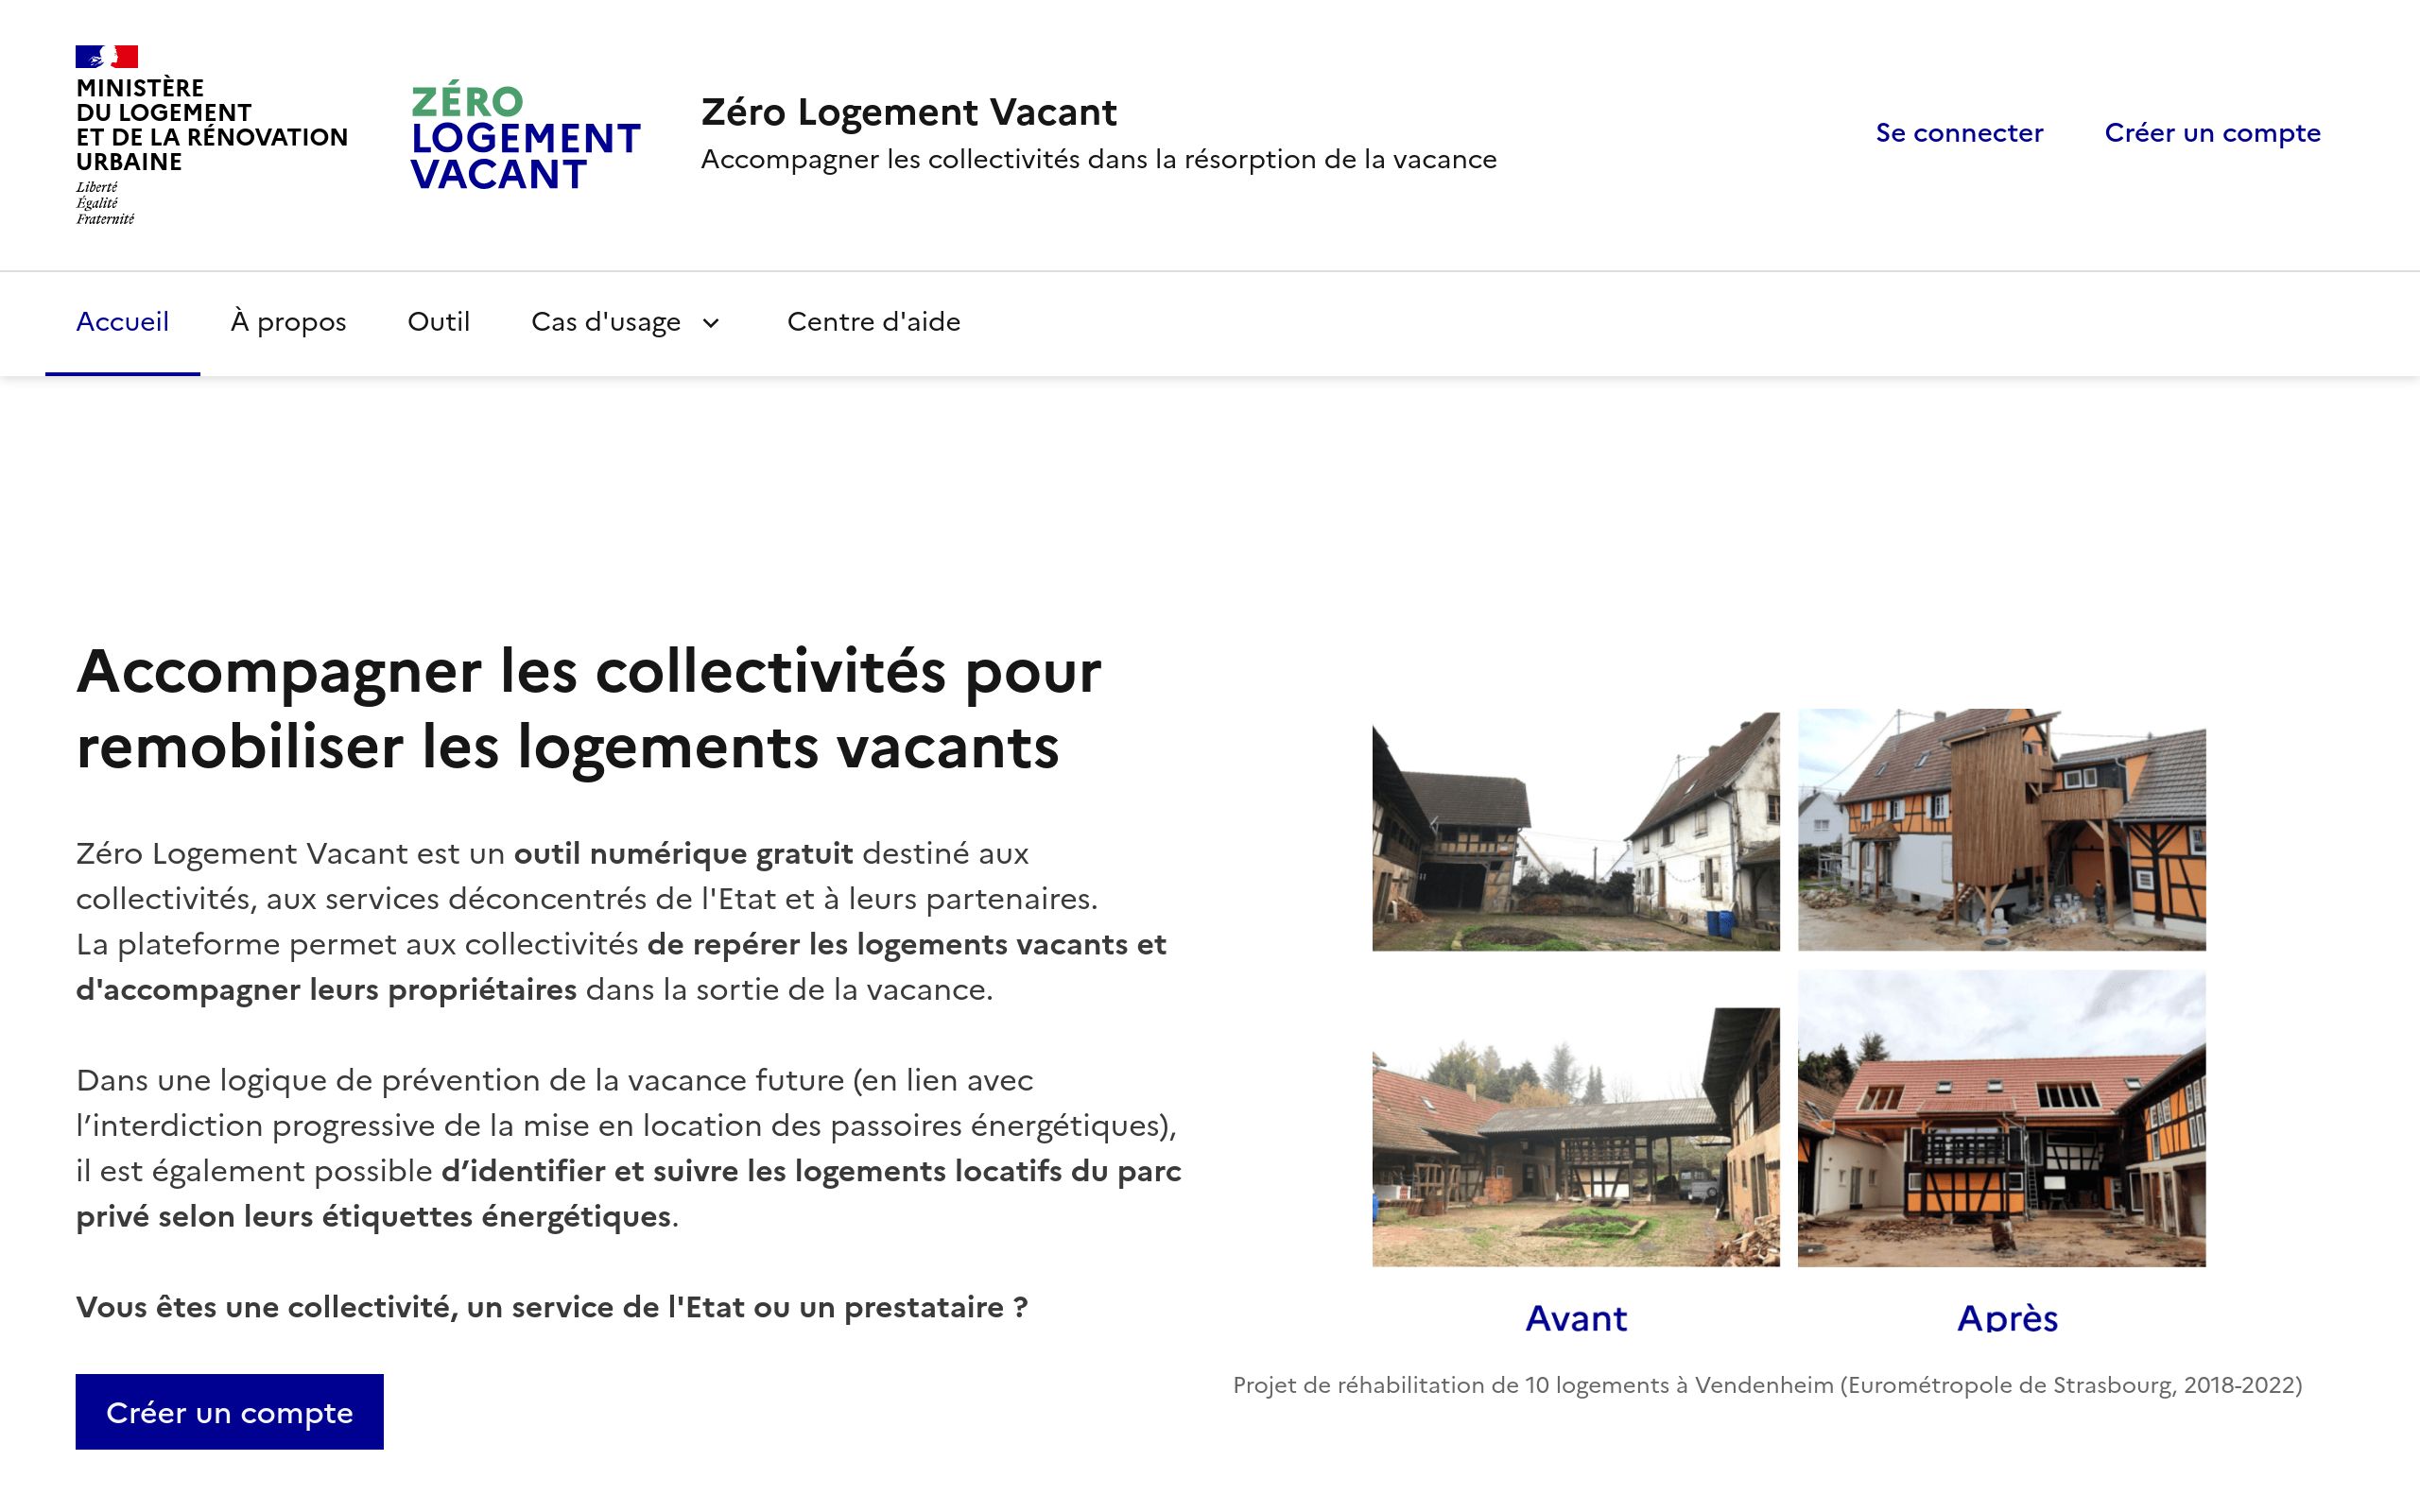 MINISTÈRE
DU LOGEMENT
ET DE LA RÉNOVATION
URBAINE
Liberté
Égalité
Fraternité
ZÉRO
LOGEMENT
VACANT
Zéro Logement Vacant
Accompagner les collectivités dans la résorption de la vacance
Se connecter
Créer un compte
Accueil
À propos
Outil
Cas d'usage
Centre d'aide
Accompagner les collectivités pour
remobiliser les logements vacants
Zéro Logement Vacant est un outil numérique gratuit destiné aux
collectivités, aux services déconcentrés de l'Etat et à leurs partenaires.
La plateforme permet aux collectivités de repérer les logements vacants et
d'accompagner leurs propriétaires dans la sortie de la vacance.
Dans une logique de prévention de la vacance future (en lien avec
l’interdiction progressive de la mise en location des passoires énergétiques),
il est également possible d’identifier et suivre les logements locatifs du parc
privé selon leurs étiquettes énergétiques.
Vous êtes une collectivité, un service de l'Etat ou un prestataire ?
Créer un compte
Avant
Après
Projet de réhabilitation de 10 logements à Vendenheim (Eurométropole de Strasbourg, 2018-2022)